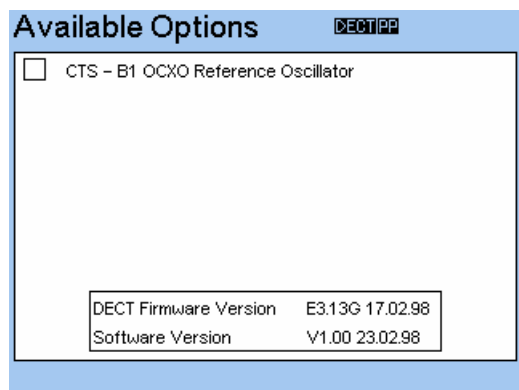 Available Options DECT PP
CTS – B1 OCXO Reference Oscillator
DECT Firmware Version E3.13G 17.02.98
Software Version V1.00 23.02.98